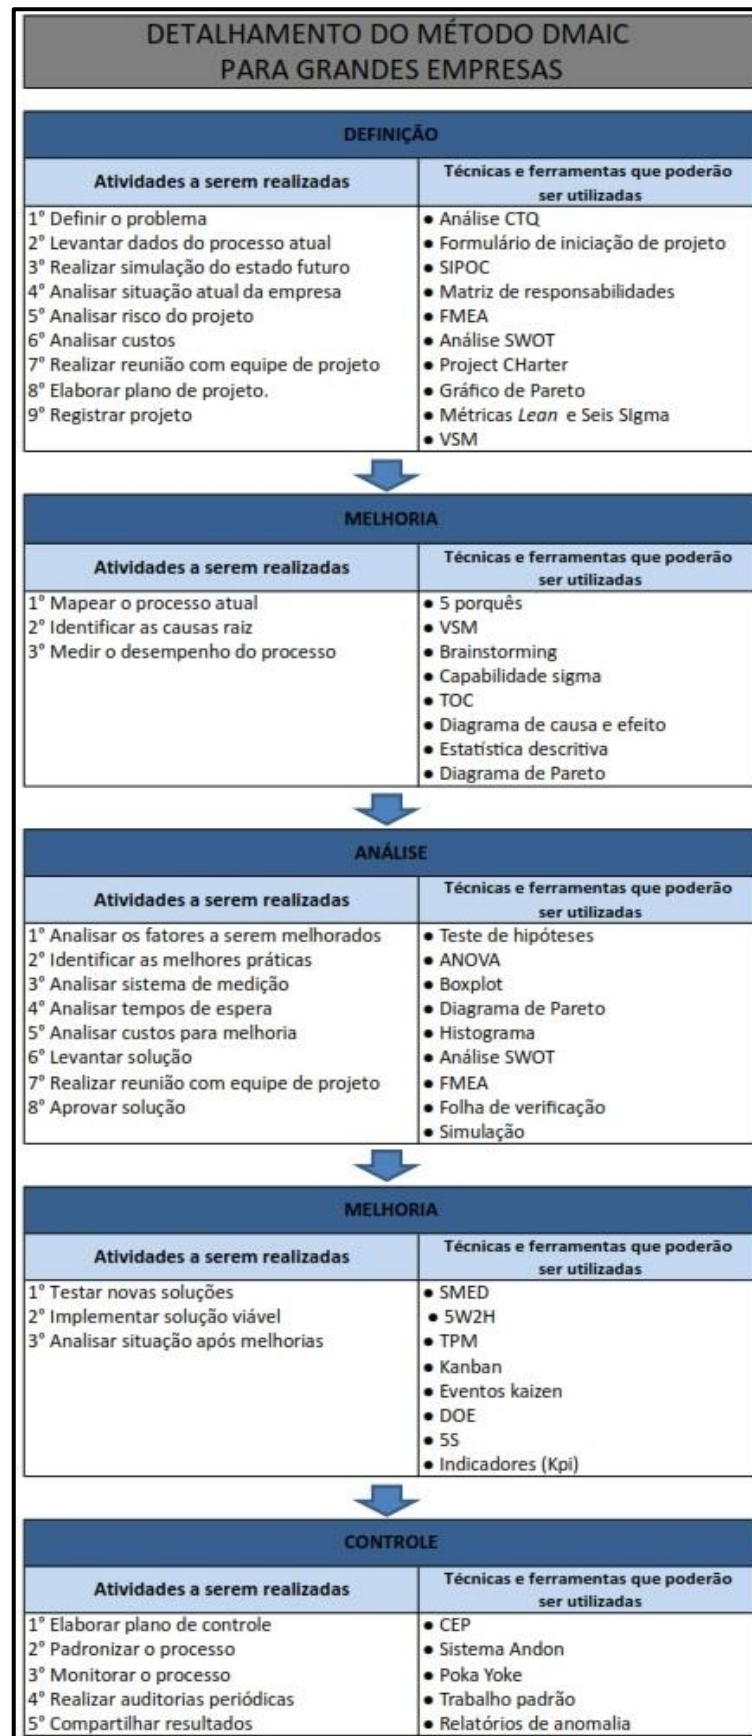 DETALHAMENTO DO MÉTODO DMAIC
PARA GRANDES EMPRESAS
DEFINIÇÃO
Atividades a serem realizadas
Técnicas e ferramentas que poderão
ser utilizadas
1° Definir o problema
2° Levantar dados do processo atual
3° Realizar simulação do estado futuro
4° Analisar situação atual da empresa
5° Analisar risco do projeto
6° Analisar custos
7° Realizar reunião com equipe de projeto
8° Elaborar plano de projeto.
9° Registrar projeto
● Análise CTQ
● Formulário de iniciação de projeto
● SIPOC
● Matriz de responsabilidades
● FMEA
● Análise SWOT
● Project CHarter
● Gráfico de Pareto
● Métricas Lean e Seis SIgma
● VSM
MELHORIA
Atividades a serem realizadas
Técnicas e ferramentas que poderão
ser utilizadas
1° Mapear o processo atual
2° Identificar as causas raiz
3° Medir o desempenho do processo
● 5 porquês
● VSM
● Brainstorming
● Capabilidade sigma
● TOC
● Diagrama de causa e efeito
● Estatística descritiva
● Diagrama de Pareto
ANÁLISE
Atividades a serem realizadas
Técnicas e ferramentas que poderão
ser utilizadas
1° Analisar os fatores a serem melhorados
2° Identificar as melhores práticas
3° Analisar sistema de medição
4° Analisar tempos de espera
5° Analisar custos para melhoria
6° Levantar solução
7° Realizar reunião com equipe de projeto
8° Aprovar solução
● Teste de hipóteses
● ANOVA
● Boxplot
● Diagrama de Pareto
● Histograma
● Análise SWOT
● FMEA
● Folha de verificação
● Simulação
MELHORIA
Atividades a serem realizadas
Técnicas e ferramentas que poderão
ser utilizadas
1° Testar novas soluções
2° Implementar solução viável
3° Analisar situação após melhorias
● SMED
● 5W2H
● TPM
● Kanban
● Eventos kaizen
● DOE
● 5S
● Indicadores (Kpi)
CONTROLE
Atividades a serem realizadas
Técnicas e ferramentas que poderão
ser utilizadas
1° Elaborar plano de controle
2° Padronizar o processo
3° Monitorar o processo
4° Realizar auditorias periódicas
5° Compartilhar resultados
● CEP
● Sistema Andon
● Poka Yoke
● Trabalho padrão
● Relatórios de anomalia